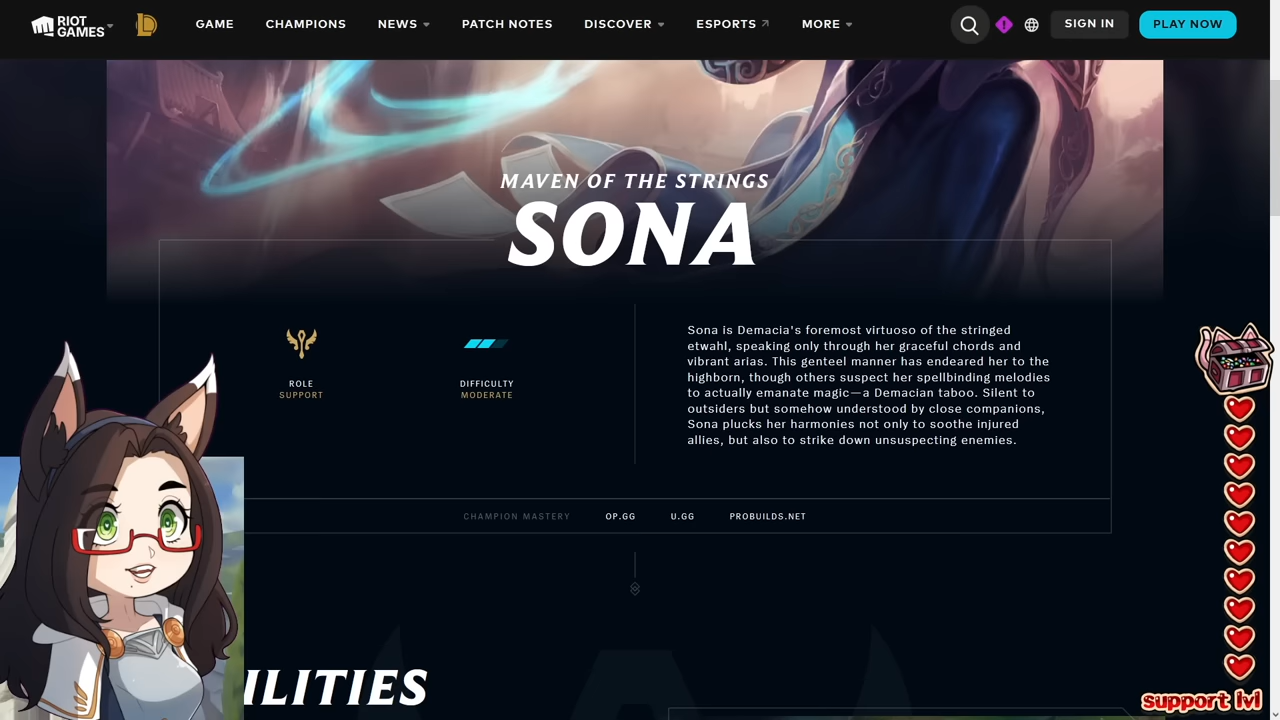 RIOT GAMES
GAME
CHAMPIONS
NEWS
PATCH NOTES
DISCOVER
ESPORTS
MORE
SIGN IN
PLAY NOW
MAVEN OF THE STRINGS
SONA
ROLE
SUPPORT
DIFFICULTY
MODERATE
Sona is Demacia's foremost virtuoso of the stringed
etwahl, speaking only through her graceful chords and
vibrant arias. This genteel manner has endeared her to the
highborn, though others suspect her spellbinding melodies
to actually emanate magic—a Demacian taboo. Silent to
outsiders but somehow understood by close companions,
Sona plucks her harmonies not only to soothe injured
allies, but also to strike down unsuspecting enemies.
CHAMPION MASTERY
OP.GG
U.GG
PROBUILDS.NET
ILITIES
support lvl